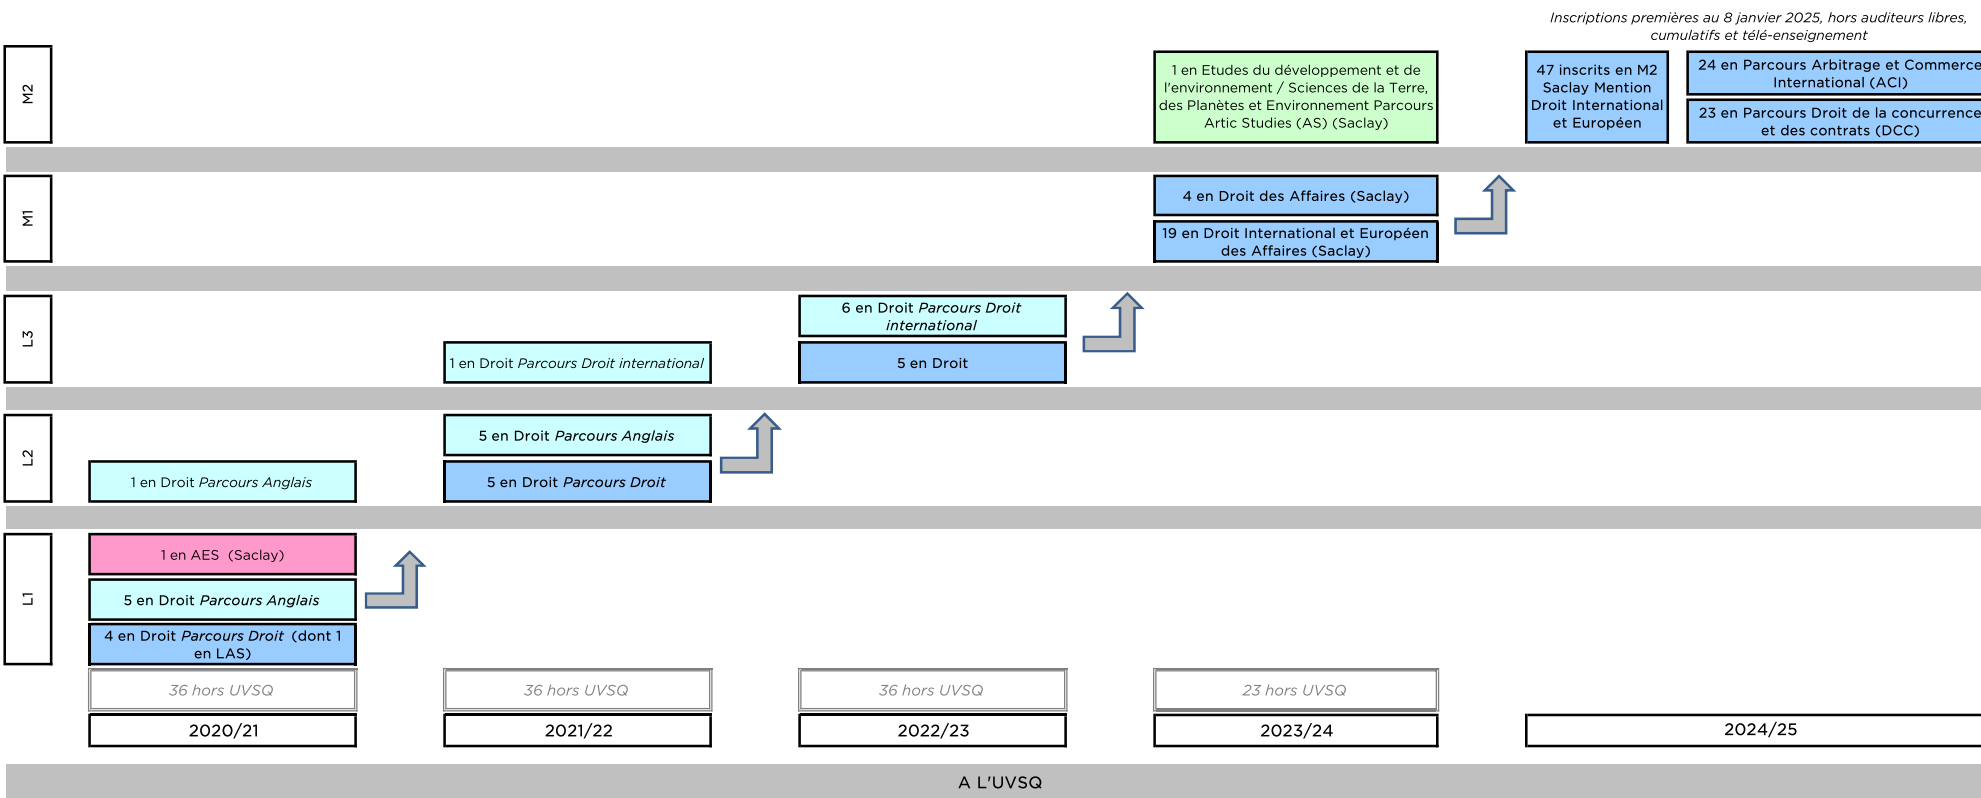 Inscriptions premières au 8 janvier 2025, hors auditeurs libres,
cumulatifs et télé-enseignement
M2
1 en Etudes du développement et de
l'environnement / Sciences de la Terre,
des Planètes et Environnement Parcours
Artic Studies (AS) (Saclay)
47 inscrits en M2
Saclay Mention
Droit International
et Européen
24 en Parcours Arbitrage et Commerce
International (ACI)
23 en Parcours Droit de la concurrence
et des contrats (DCC)
M1
4 en Droit des Affaires (Saclay)
19 en Droit International et Européen
des Affaires (Saclay)
L3
6 en Droit Parcours Droit
international
1 en Droit Parcours Droit international
5 en Droit
L2
5 en Droit Parcours Anglais
1 en Droit Parcours Anglais
5 en Droit Parcours Droit
L1
1 en AES (Saclay)
5 en Droit Parcours Anglais
4 en Droit Parcours Droit (dont 1
en LAS)
36 hors UVSQ
36 hors UVSQ
36 hors UVSQ
23 hors UVSQ
2020/21
2021/22
2022/23
2023/24
2024/25
A L'UVSQ